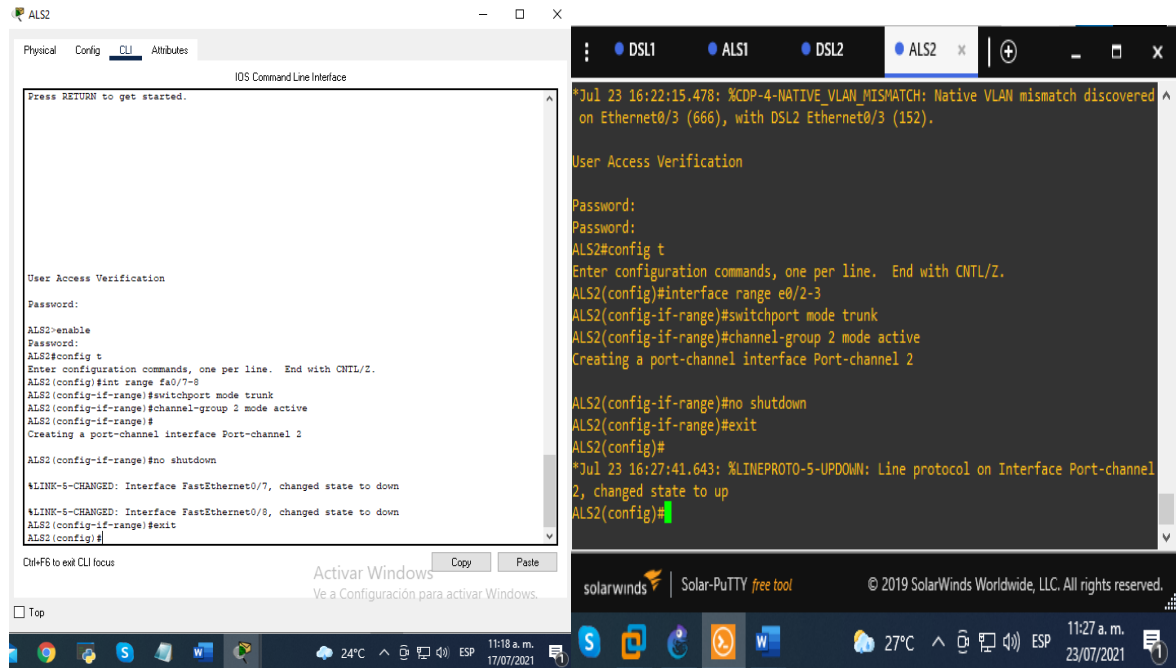 ALS2
Physical Config CLI Attributes
IOS Command Line Interface
Press RETURN to get started.
User Access Verification
Password:
ALS2>enable
Password:
ALS2#config t
Enter configuration commands, one per line.  End with CNTL/Z.
ALS2(config)#int range fa0/7-8
ALS2(config-if-range)#switchport mode trunk
ALS2(config-if-range)#channel-group 2 mode active
ALS2(config-if-range)#
Creating a port-channel interface Port-channel 2
ALS2(config-if-range)#no shutdown
%LINK-5-CHANGED: Interface FastEthernet0/7, changed state to down
%LINK-5-CHANGED: Interface FastEthernet0/8, changed state to down
ALS2(config-if-range)#exit
ALS2(config)#
Ctrl+F6 to exit CLI focus
Copy Paste
Activar Windows
Ve a Configuración para activar Windows.
Top
24°C ESP
11:18 a. m.
17/07/2021
1
DSL1 ALS1 DSL2 ALS2
*Jul 23 16:22:15.478: %CDP-4-NATIVE_VLAN_MISMATCH: Native VLAN mismatch discovered
on Ethernet0/3 (666), with DSL2 Ethernet0/3 (152).
User Access Verification
Password:
Password:
ALS2#config t
Enter configuration commands, one per line.  End with CNTL/Z.
ALS2(config)#interface range e0/2-3
ALS2(config-if-range)#switchport mode trunk
ALS2(config-if-range)#channel-group 2 mode active
Creating a port-channel interface Port-channel 2
ALS2(config-if-range)#no shutdown
ALS2(config-if-range)#exit
ALS2(config)#
*Jul 23 16:27:41.643: %LINEPROTO-5-UPDOWN: Line protocol on Interface Port-channel
2, changed state to up
ALS2(config)#
solarwinds Solar-PuTTY free tool © 2019 SolarWinds Worldwide, LLC. All rights reserved.
27°C ESP
11:27 a. m.
23/07/2021
1